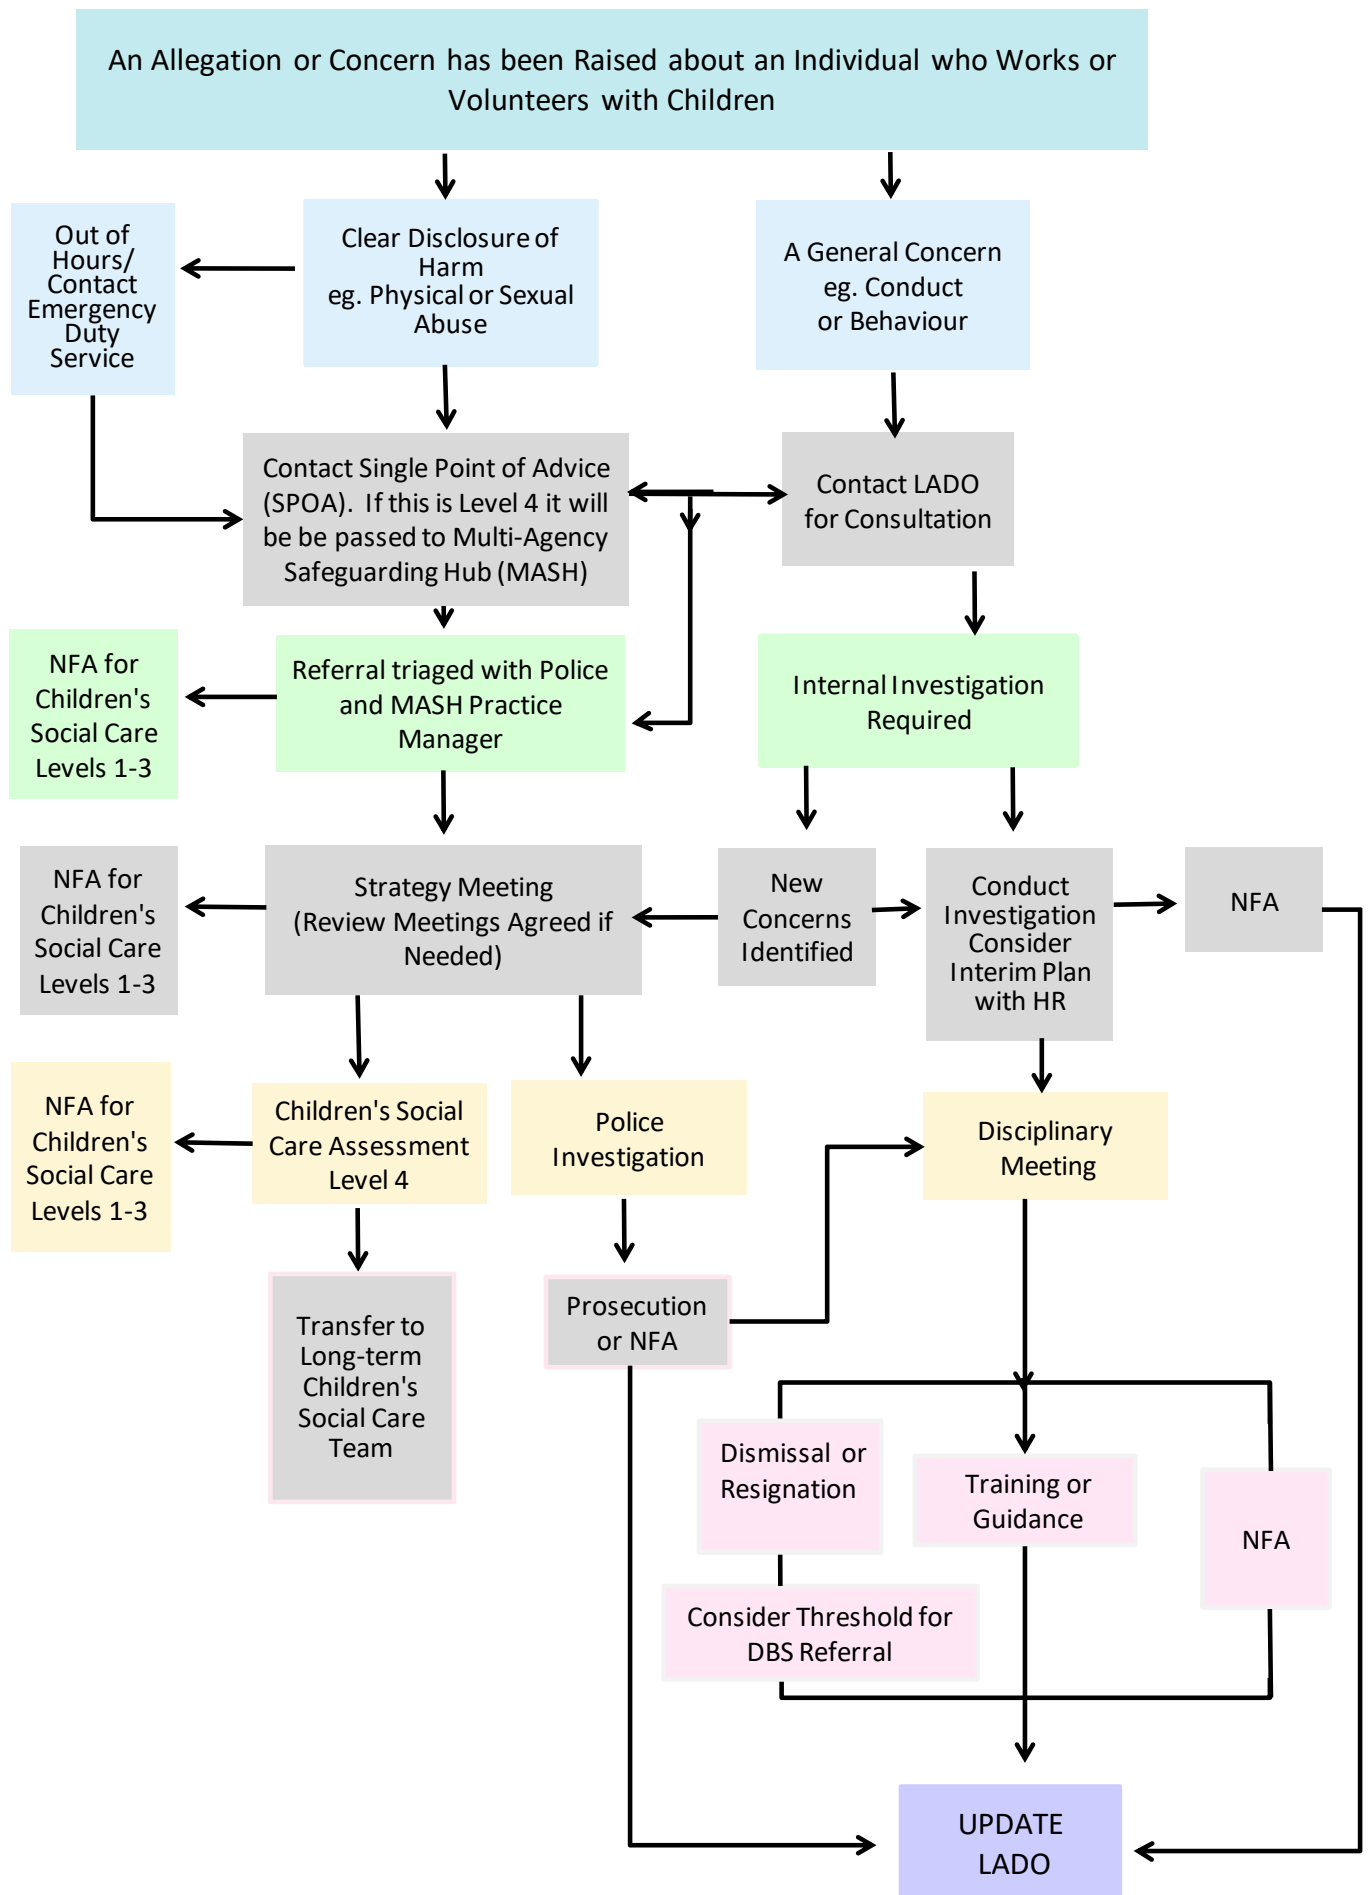 An Allegation or Concern has been Raised about an Individual who Works or
Volunteers with Children
Out of
Hours/
Contact
Emergency
Duty
Service
Clear Disclosure of
Harm
eg. Physical or Sexual
Abuse
A General Concern
eg. Conduct
or Behaviour
Contact Single Point of Advice
(SPOA). If this is Level 4 it will
be be passed to Multi-Agency
Safeguarding Hub (MASH)
Contact LADO
for Consultation
NFA for
Children's
Social Care
Levels 1-3
Referral triaged with Police
and MASH Practice
Manager
Internal Investigation
Required
NFA for
Children's
Social Care
Levels 1-3
Strategy Meeting
(Review Meetings Agreed if
Needed)
New
Concerns
Identified
Conduct
Investigation
Consider
Interim Plan
with HR
NFA
NFA for
Children's
Social Care
Levels 1-3
Children's Social
Care Assessment
Level 4
Police
Investigation
Disciplinary
Meeting
Transfer to
Long-term
Children's
Social Care
Team
Prosecution
or NFA
Dismissal or
Resignation
Training or
Guidance
NFA
Consider Threshold for
DBS Referral
UPDATE
LADO